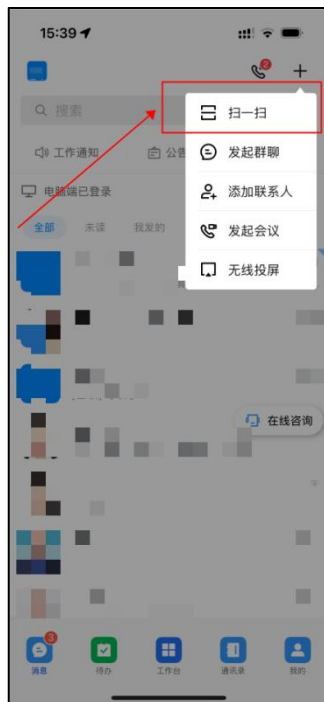 15:39
2
搜索
扫一扫
工作通知
公告
发起群聊
电脑端已登录
添加联系人
全部
未读
我发的
发起会议
无线投屏
在线咨询
3
消息
待办
工作台
通讯录
我的